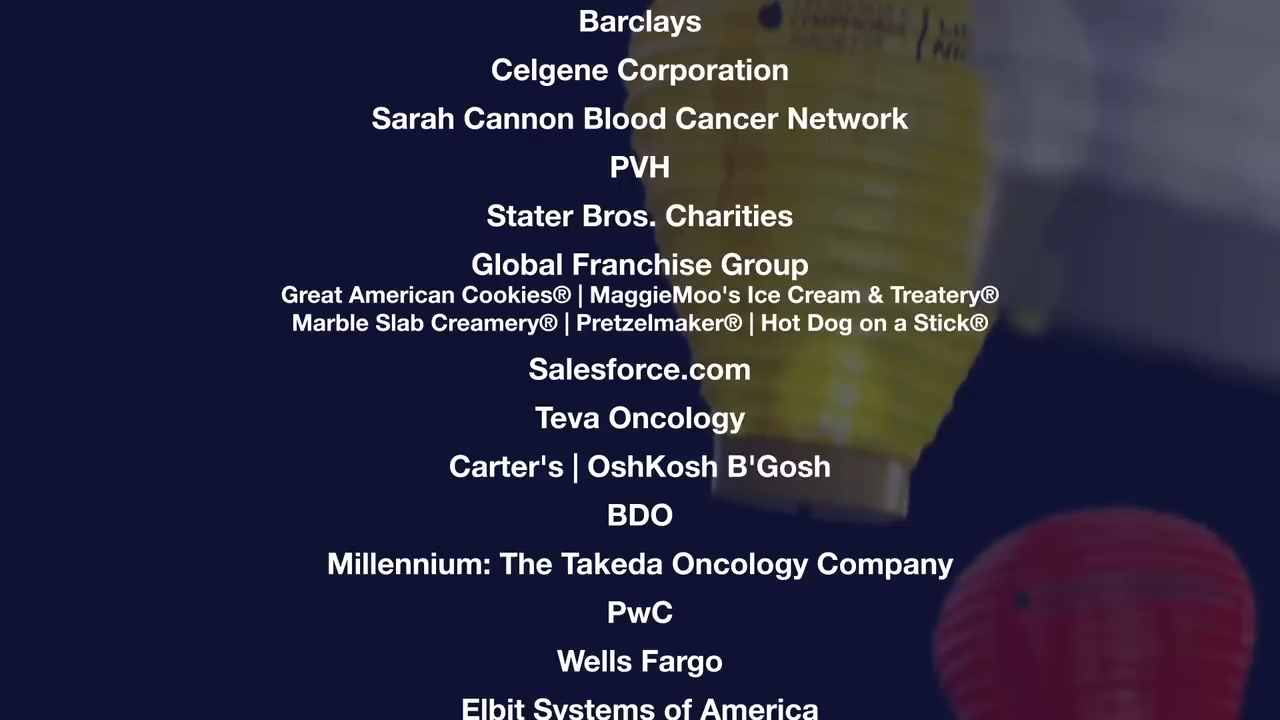 Barclays
Celgene Corporation
Sarah Cannon Blood Cancer Network
PVH
Stater Bros. Charities
Global Franchise Group
Great American Cookies® | MaggieMoo's Ice Cream & Treatery®
Marble Slab Creamery® | Pretzelmaker® | Hot Dog on a Stick®
Salesforce.com
Teva Oncology
Carter's | OshKosh B'Gosh
BDO
Millennium: The Takeda Oncology Company
PwC
Wells Fargo
Elbit Systems of America